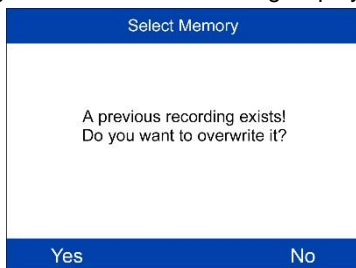 Select Memory
A previous recording exists!
Do you want to overwrite it?
Yes No